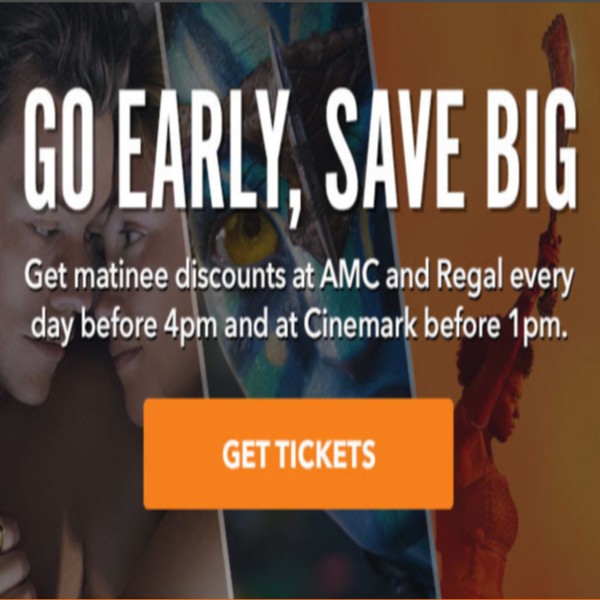 GO EARLY, SAVE BIG
Get matinee discounts at AMC and Regal every
day before 4pm and at Cinemark before 1pm.
GET TICKETS